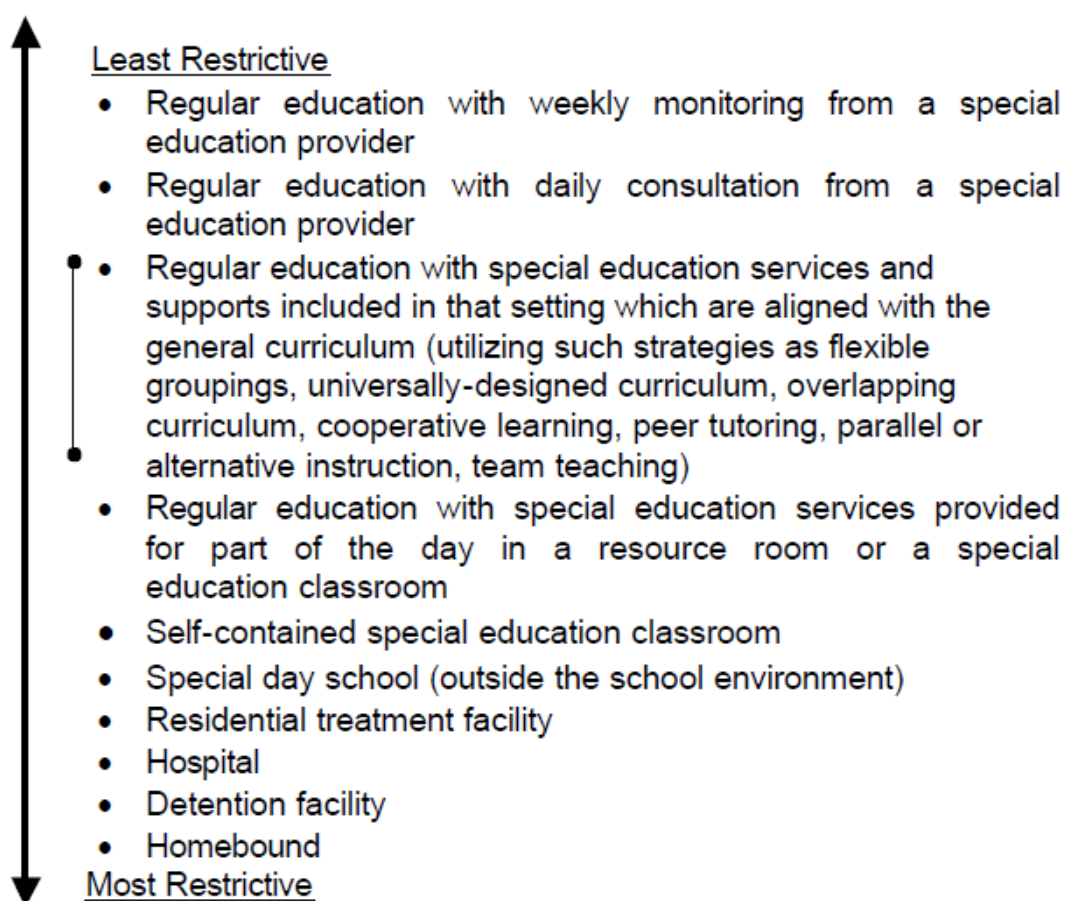 Least Restrictive
• Regular education with weekly monitoring from a special
education provider
• Regular education with daily consultation from a special
education provider
• Regular education with special education services and
supports included in that setting which are aligned with the
general curriculum (utilizing such strategies as flexible
groupings, universally-designed curriculum, overlapping
curriculum, cooperative learning, peer tutoring, parallel or
alternative instruction, team teaching)
• Regular education with special education services provided
for part of the day in a resource room or a special
education classroom
• Self-contained special education classroom
• Special day school (outside the school environment)
• Residential treatment facility
• Hospital
• Detention facility
• Homebound
Most Restrictive